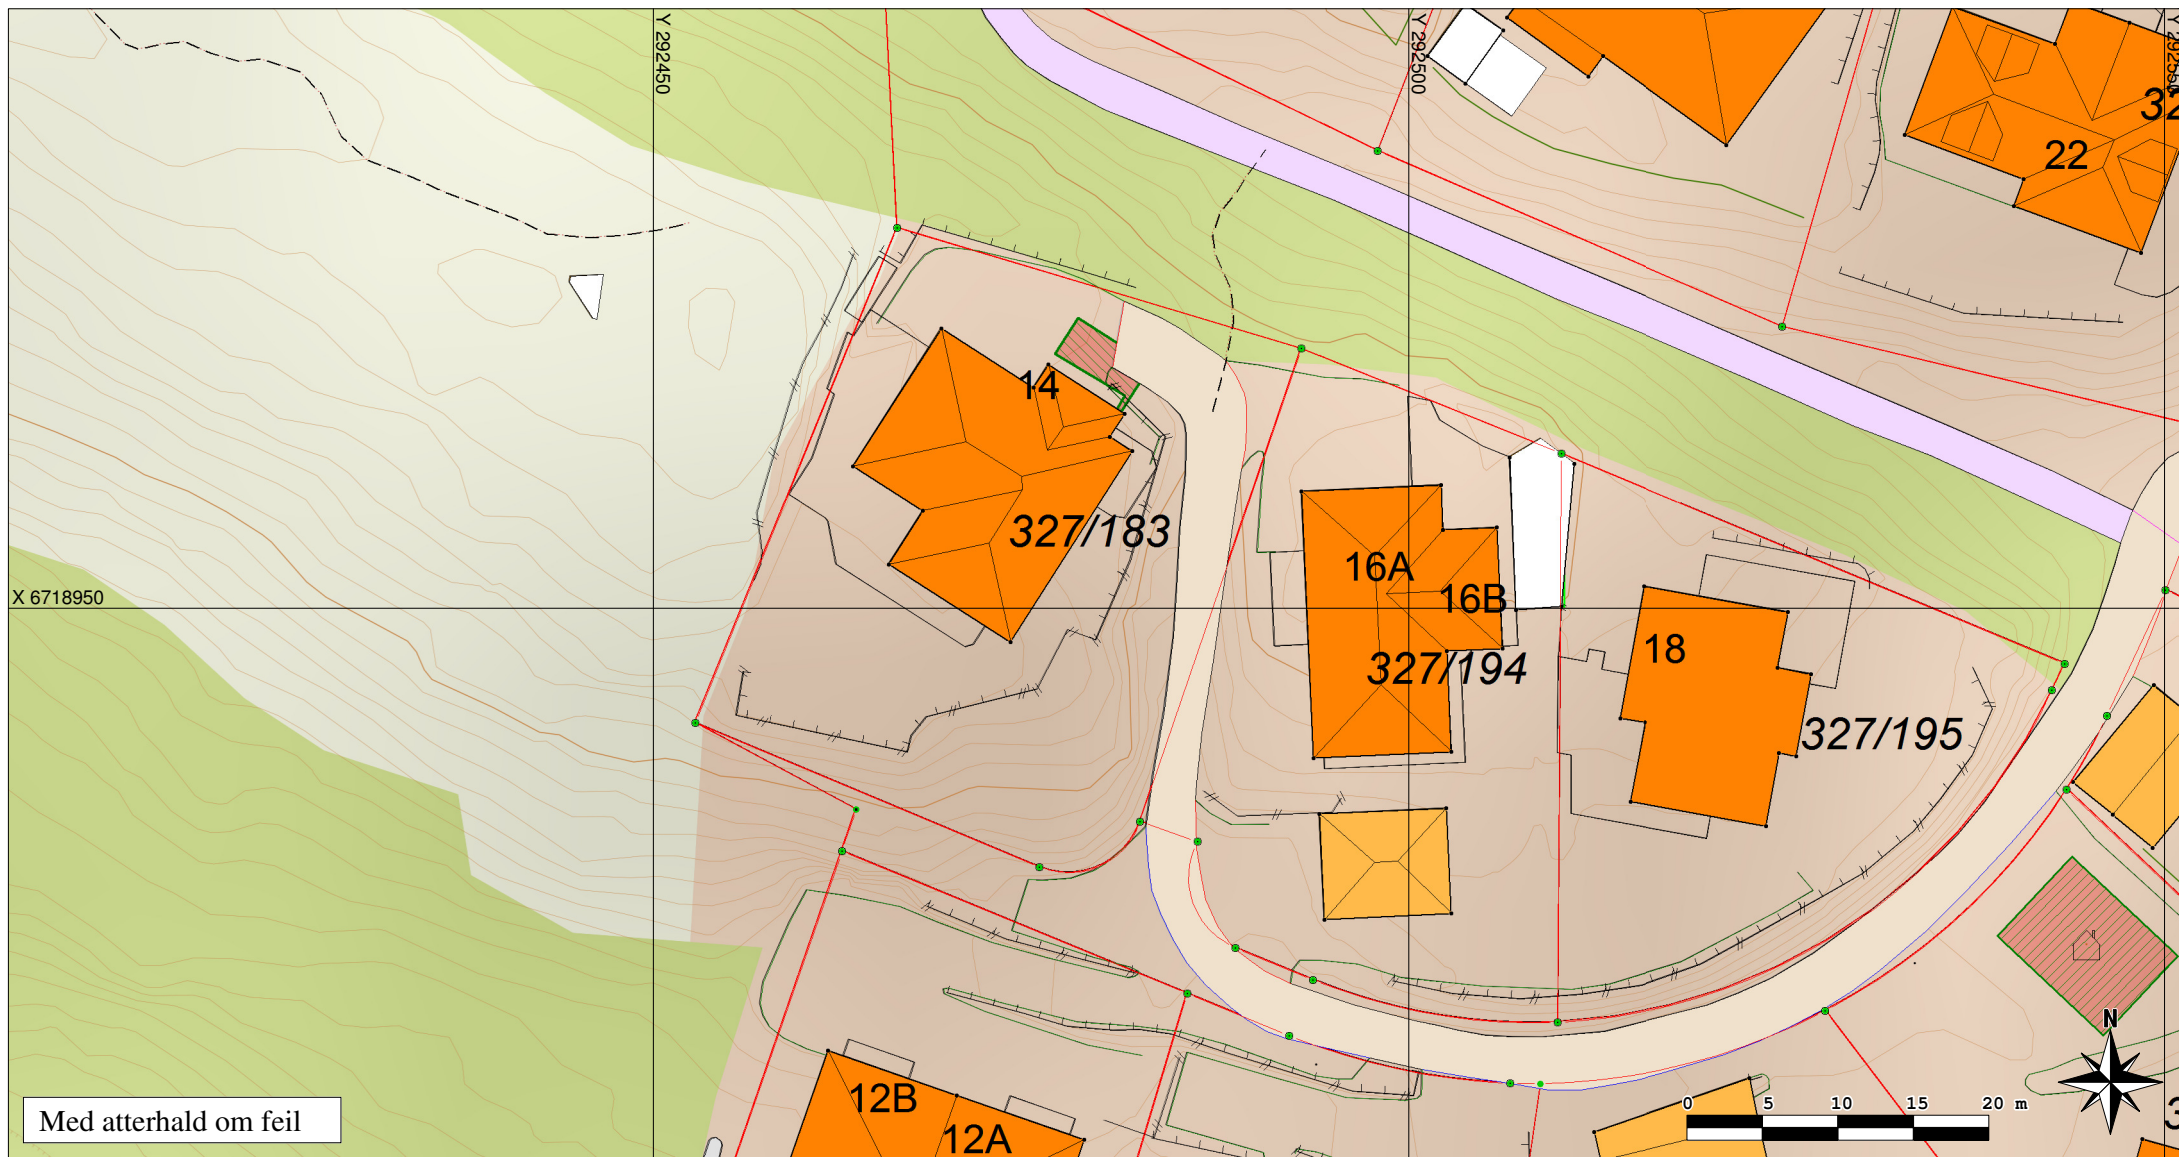 Y 292450
Y 292500
22
14
327/183
16A
16B
X 6718950
18
327/194
327/195
N
12B
12A
0 5 10 15 20 m
Med atterhald om feil